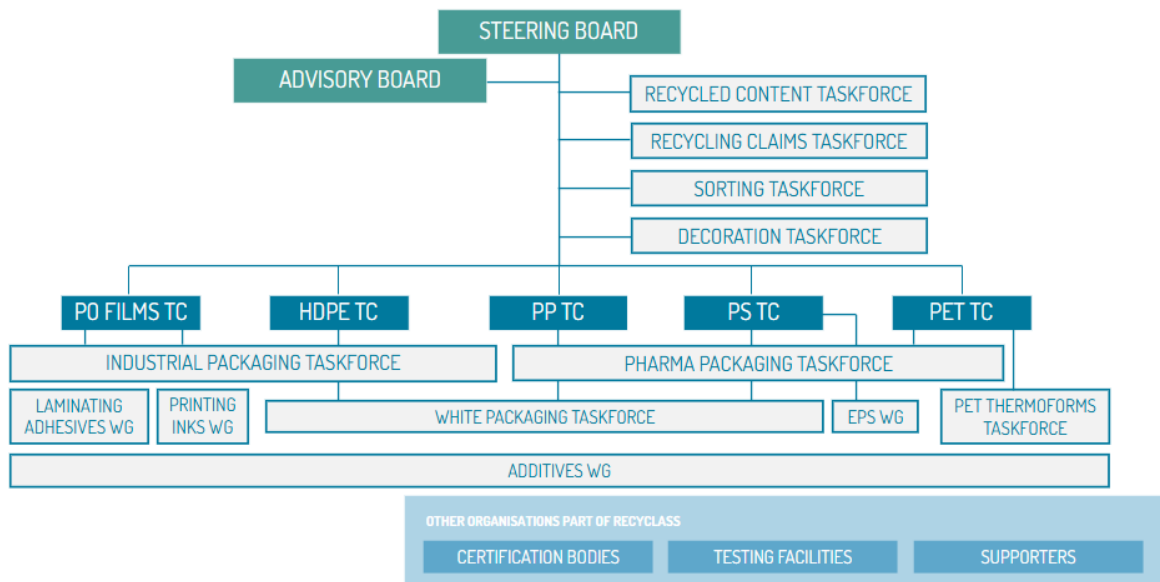 STEERING BOARD
ADVISORY BOARD
RECYCLED CONTENT TASKFORCE
RECYCLING CLAIMS TASKFORCE
SORTING TASKFORCE
DECORATION TASKFORCE
PO FILMS TC
HDPE TC
PP TC
PS TC
PET TC
INDUSTRIAL PACKAGING TASKFORCE
PHARMA PACKAGING TASKFORCE
LAMINATING
ADHESIVES WG
PRINTING
INKS WG
WHITE PACKAGING TASKFORCE
EPS WG
PET THERMOFORMS
TASKFORCE
ADDITIVES WG
OTHER ORGANISATIONS PART OF RECYCLASS
CERTIFICATION BODIES
TESTING FACILITIES
SUPPORTERS